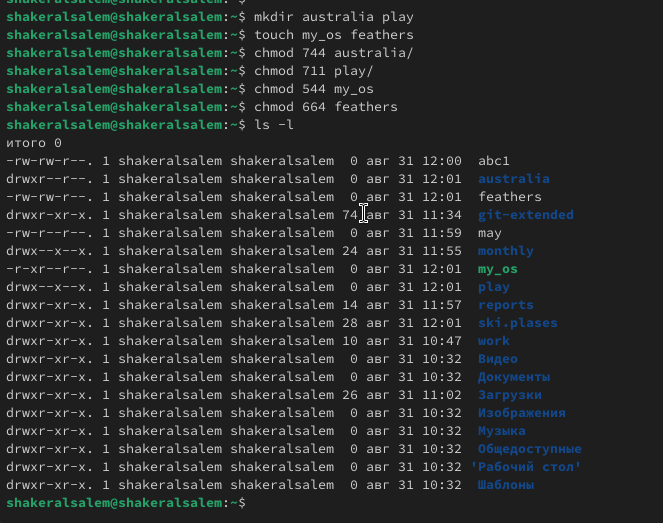 shakeralsalem@shakeralsalem:~$ mkdir australia play
shakeralsalem@shakeralsalem:~$ touch my_os feathers
shakeralsalem@shakeralsalem:~$ chmod 744 australia/
shakeralsalem@shakeralsalem:~$ chmod 711 play/
shakeralsalem@shakeralsalem:~$ chmod 544 my_os
shakeralsalem@shakeralsalem:~$ chmod 664 feathers
shakeralsalem@shakeralsalem:~$ ls -l
итого 0
-rw-rw-r--. 1 shakeralsalem shakeralsalem  0 авг 31 12:00  abc1
drwxr--r--. 1 shakeralsalem shakeralsalem  0 авг 31 12:01  australia
-rw-rw-r--. 1 shakeralsalem shakeralsalem  0 авг 31 12:01  feathers
drwxr-xr-x. 1 shakeralsalem shakeralsalem 74 авг 31 11:34  git-extended
-rw-r--r--. 1 shakeralsalem shakeralsalem  0 авг 31 11:59  may
drwx--x--x. 1 shakeralsalem shakeralsalem 24 авг 31 11:55  monthly
-r-xr--r--. 1 shakeralsalem shakeralsalem  0 авг 31 12:01  my_os
drwx--x--x. 1 shakeralsalem shakeralsalem  0 авг 31 12:01  play
drwxr-xr-x. 1 shakeralsalem shakeralsalem 14 авг 31 11:57  reports
drwxr-xr-x. 1 shakeralsalem shakeralsalem 28 авг 31 12:01  ski.plases
drwxr-xr-x. 1 shakeralsalem shakeralsalem 10 авг 31 10:47  work
drwxr-xr-x. 1 shakeralsalem shakeralsalem  0 авг 31 10:32  Видео
drwxr-xr-x. 1 shakeralsalem shakeralsalem  0 авг 31 10:32  Документы
drwxr-xr-x. 1 shakeralsalem shakeralsalem 26 авг 31 11:02  Загрузки
drwxr-xr-x. 1 shakeralsalem shakeralsalem  0 авг 31 10:32  Изображения
drwxr-xr-x. 1 shakeralsalem shakeralsalem  0 авг 31 10:32  Музыка
drwxr-xr-x. 1 shakeralsalem shakeralsalem  0 авг 31 10:32  Общедоступные
drwxr-xr-x. 1 shakeralsalem shakeralsalem  0 авг 31 10:32 'Рабочий стол'
drwxr-xr-x. 1 shakeralsalem shakeralsalem  0 авг 31 10:32  Шаблоны
shakeralsalem@shakeralsalem:~$